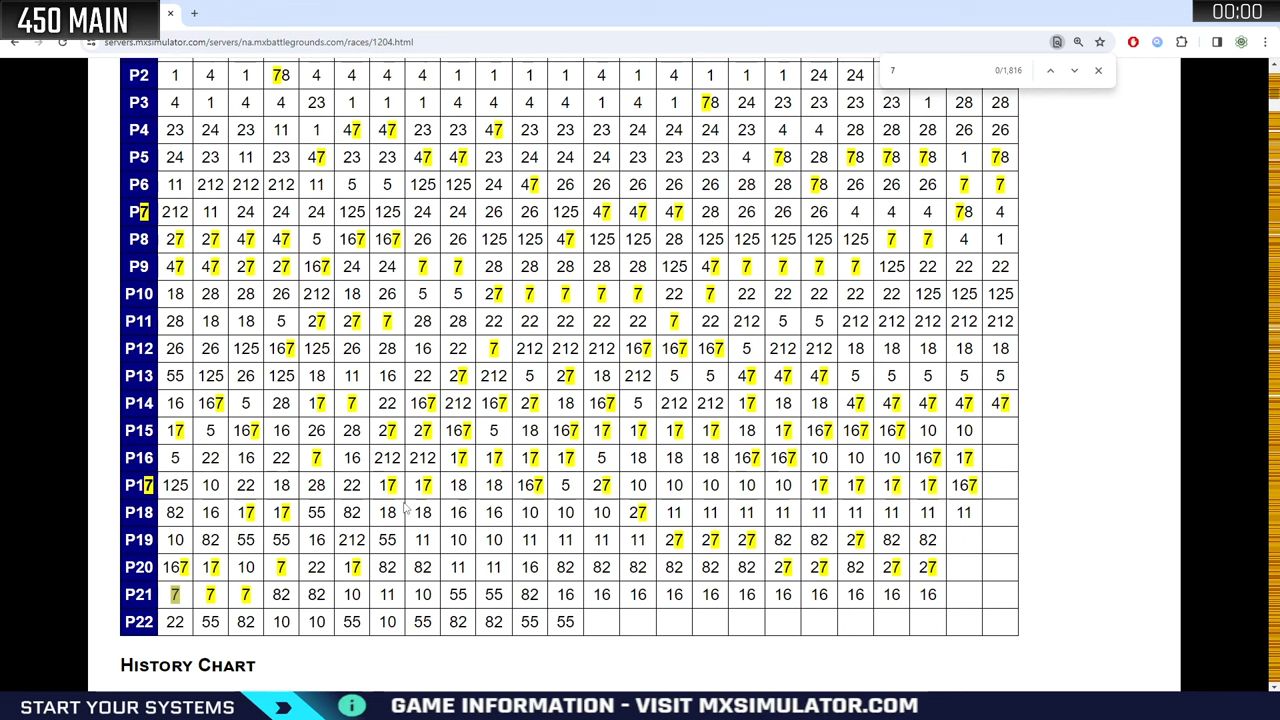 450 MAIN
00:00
servers.mxsimulator.com/servers/na.mxbattlegrounds.com/races/1204.html
7 0/1,816
P2 1 4 1 78 4 4 4 4 1 1 1 1 4 1 4 1 1 1 24 24
P3 4 1 4 4 23 1 1 1 4 4 4 4 1 4 1 78 24 23 23 23 23 1 28 28
P4 23 24 23 11 1 47 47 23 23 47 23 23 23 24 24 24 23 4 4 28 28 28 26 26
P5 24 23 11 23 47 23 23 47 47 23 24 24 24 23 23 23 4 78 28 78 78 78 1 78
P6 11 212 212 212 11 5 5 125 125 24 47 26 26 26 26 26 28 28 78 26 26 26 7 7
P7 212 11 24 24 24 125 125 24 24 26 26 125 47 47 47 28 26 26 26 4 4 4 78 4
P8 27 27 47 47 5 167 167 26 26 125 125 47 125 125 28 125 125 125 125 125 7 7 4 1
P9 47 47 27 27 167 24 24 7 7 28 28 28 28 28 125 47 7 7 7 7 125 22 22 22
P10 18 28 28 26 212 18 26 5 5 27 7 7 7 7 22 7 22 22 22 22 22 125 125 125
P11 28 18 18 5 27 27 7 28 28 22 22 22 22 22 7 22 212 5 5 212 212 212 212 212
P12 26 26 125 167 125 26 28 16 22 7 212 212 212 167 167 167 5 212 212 18 18 18 18 18
P13 55 125 26 125 18 11 16 22 27 212 5 27 18 212 5 5 47 47 47 5 5 5 5 5
P14 16 167 5 28 17 7 22 167 212 167 27 18 167 5 212 212 17 18 18 47 47 47 47 47
P15 17 5 167 16 26 28 27 27 167 5 18 167 17 17 17 17 18 17 167 167 167 10 10
P16 5 22 16 22 7 16 212 212 17 17 17 17 5 18 18 18 167 167 10 10 10 167 17
P17 125 10 22 18 28 22 17 17 18 18 167 5 27 10 10 10 10 10 17 17 17 17 167
P18 82 16 17 17 55 82 18 18 16 16 10 10 10 27 11 11 11 11 11 11 11 11 11
P19 10 82 55 55 16 212 55 11 10 10 11 11 11 11 27 27 27 82 82 27 82 82
P20 167 17 10 7 22 17 82 82 11 11 16 82 82 82 82 82 82 27 27 82 27 27
P21 7 7 7 82 82 10 11 10 55 55 82 16 16 16 16 16 16 16 16 16 16 16
P22 22 55 82 10 10 55 10 55 82 82 55 55
HISTORY CHART
START YOUR SYSTEMS
GAME INFORMATION - VISIT MXSIMULATOR.COM